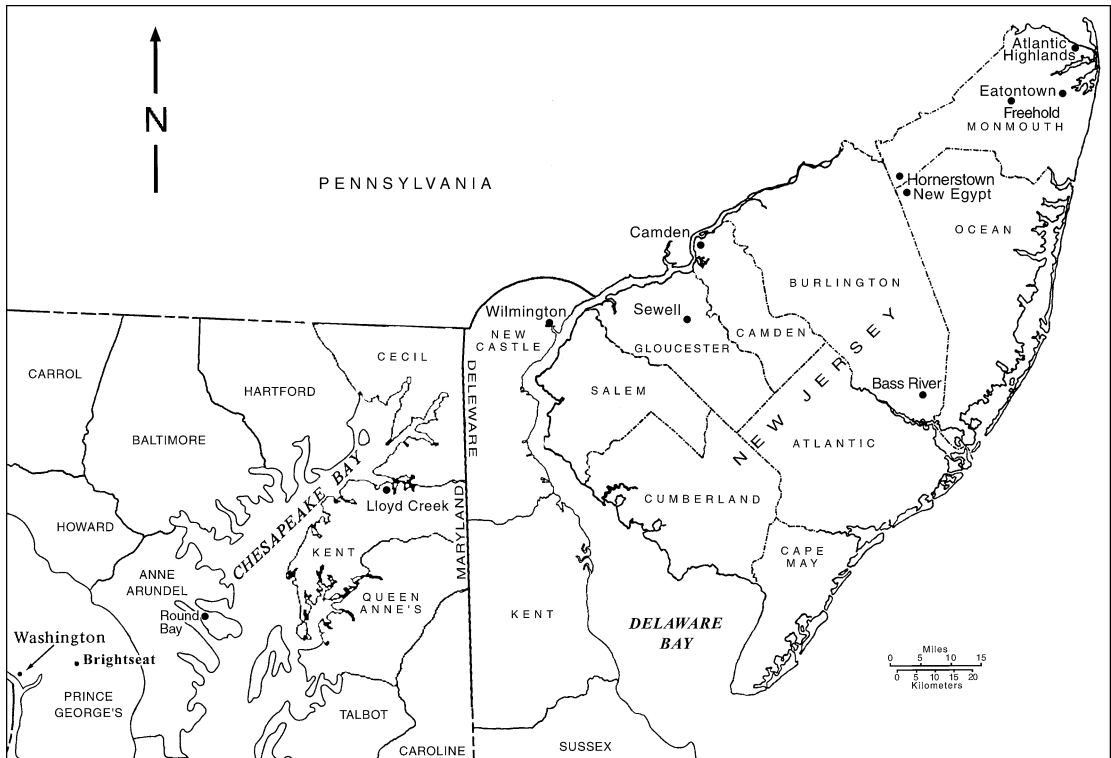 N
PENNSYLVANIA
Atlantic
Highlands
Eatontown
Freehold
MONMOUTH
Hornerstown
New Egypt
OCEAN
Camden
BURLINGTON
Wilmington
NEW
CASTLE
Sewell
CAMDEN
GLOUCESTER
CECIL
CARROL
HARTFORD
DELEWARE
SALEM
NEW JERSEY
Bass River
BALTIMORE
ATLANTIC
CHESAPEAKE BAY
Lloyd Creek
MARYLAND
CUMBERLAND
HOWARD
KENT
CAPE
MAY
ANNE
ARUNDEL
QUEEN
ANNE'S
Round
Bay
KENT
DELAWARE
BAY
Washington
Brightseat
Miles
0 5 10 15
0 5 10 15 20
Kilometers
PRINCE
GEORGE'S
TALBOT
CAROLINE
SUSSEX